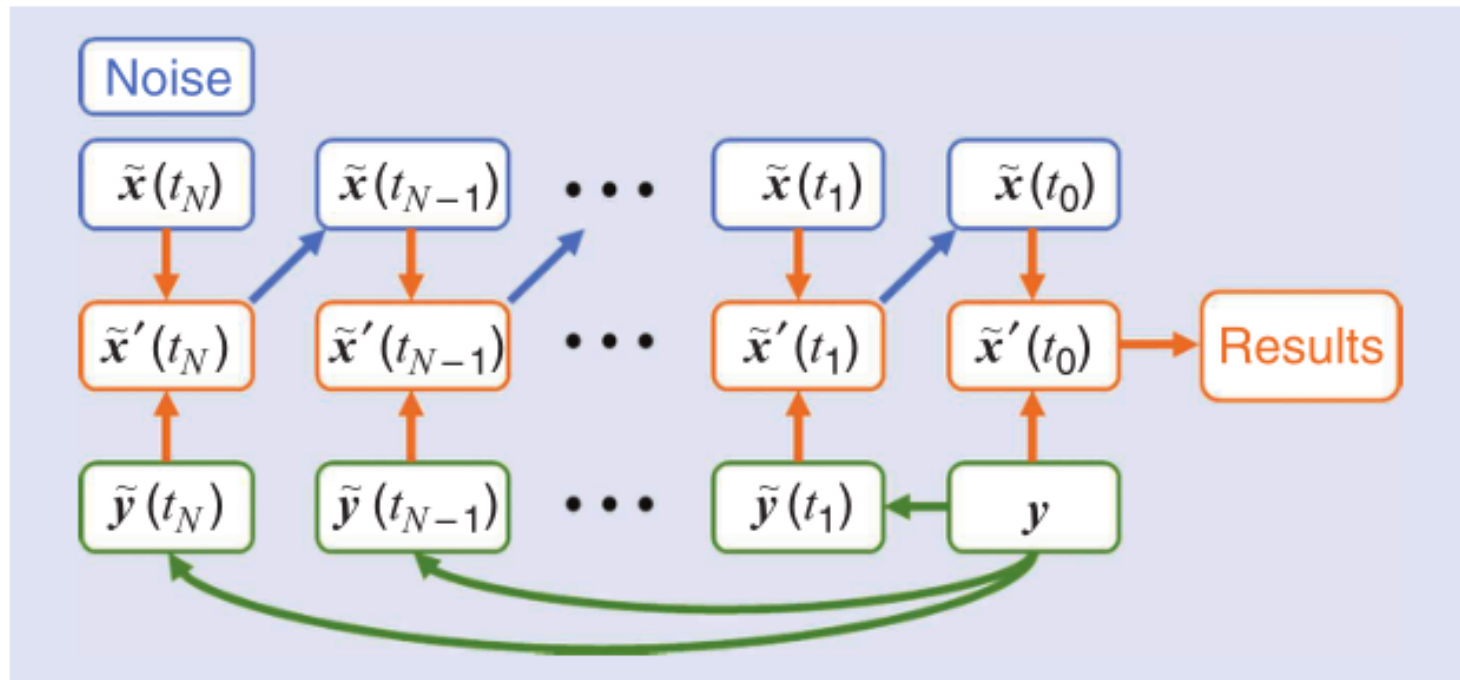 Noise
x̃(t_N) x̃(t_{N−1}) • • • x̃(t_1) x̃(t_0)
x̃′(t_N) x̃′(t_{N−1}) • • • x̃′(t_1) x̃′(t_0) Results
ỹ(t_N) ỹ(t_{N−1}) • • • ỹ(t_1) y